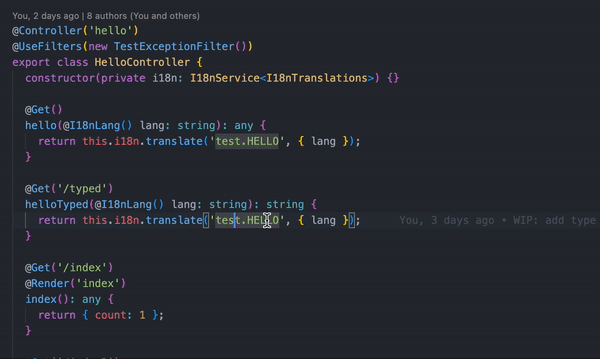 You, 2 days ago | 8 authors (You and others)
@Controller('hello')
@UseFilters(new TestExceptionFilter())
export class HelloController {
  constructor(private i18n: I18nService<I18nTranslations>) {}

  @Get()
  hello(@I18nLang() lang: string): any {
    return this.i18n.translate('test.HELLO', { lang });
  }

  @Get('/typed')
  helloTyped(@I18nLang() lang: string): string {
    return this.i18n.translate('test.HELLO', { lang }); You, 3 days ago • WIP: add type
  }

  @Get('/index')
  @Render('index')
  index(): any {
    return { count: 1 };
  }